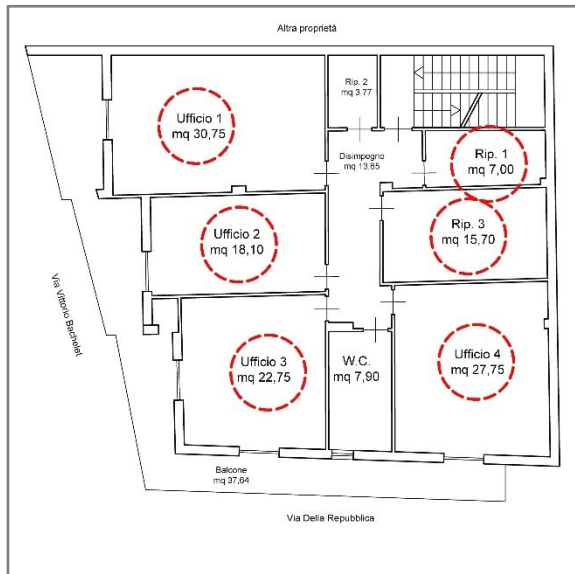 Altra proprietà
Ufficio 1
mq 30,75
Rip. 2
mq 3.77
Disimpegno
mq 13,65
Rip. 1
mq 7,00
Ufficio 2
mq 18,10
Rip. 3
mq 15,70
Via Vittorio Bachelet
Ufficio 3
mq 22,75
W.C.
mq 7,90
Ufficio 4
mq 27,75
Balcone
mq 37,64
Via Della Repubblica